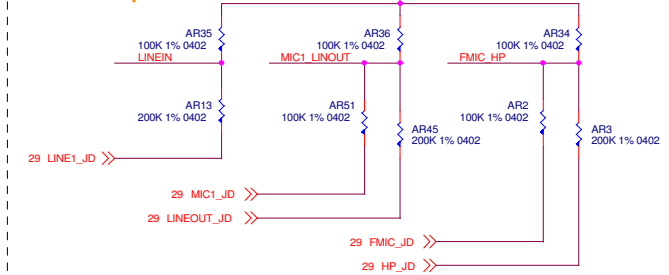 AR35
100K 1% 0402
AR36
100K 1% 0402
AR34
100K 1% 0402
LINEIN
MIC1_LINOUT
FMIC_HP
AR13
200K 1% 0402
AR51
100K 1% 0402
AR45
200K 1% 0402
AR2
100K 1% 0402
AR3
200K 1% 0402
29 LINE1_JD
29 MIC1_JD
29 LINEOUT_JD
29 FMIC_JD
29 HP_JD